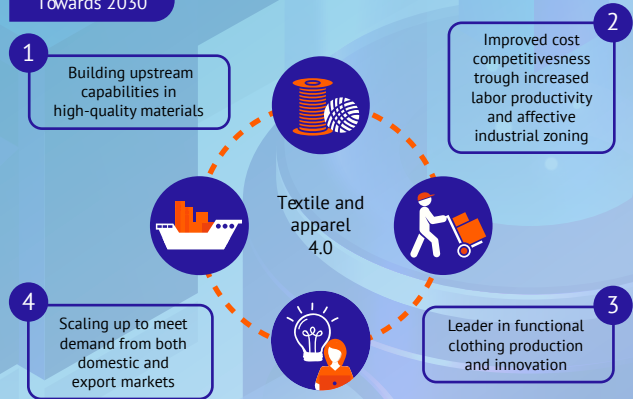 Towards 2030
1
Building upstream
capabilities in
high-quality materials
2
Improved cost
competitivesness
trough increased
labor productivity
and affective
industrial zoning
Textile and
apparel
4.0
3
Leader in functional
clothing production
and innovation
4
Scaling up to meet
demand from both
domestic and
export markets